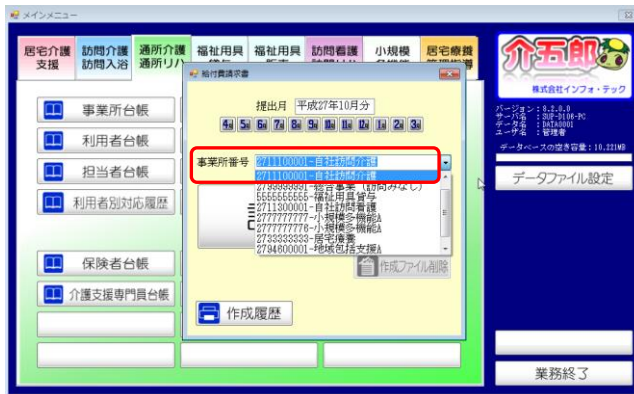 メインメニュー
居宅介護
支援
訪問介護
訪問入浴
通所介護
通所リハ
福祉用具
福祉用具
訪問看護
小規模
居宅療養
管理指導
介五郎
株式会社インフォ・テック
バージョン：8.2.0.0
サーバ名　：SUP-D106-PC
データ名　：DATA0001
ユーザ名　：管理者
データベースの空き容量：10,221MB
データファイル設定
業務終了
事業所台帳
利用者台帳
担当者台帳
利用者別対応履歴
保険者台帳
介護支援専門員台帳
給付費請求書
提出月 平成27年10月分
4月 5月 6月 7月 8月 9月 10月 11月 12月 1月 2月 3月
事業所番号 2711100001-自社訪問介護
2711100001-自社訪問介護
2799999991-総合事業（訪問みなし）
5555555555-福祉用具貸与
2711300001-自社訪問看護
2777777777-小規模多機能A
2777777776-小規模多機能A
2733333333-居宅療養
2794600001-地域包括支援A
作成ファイル削除
作成履歴